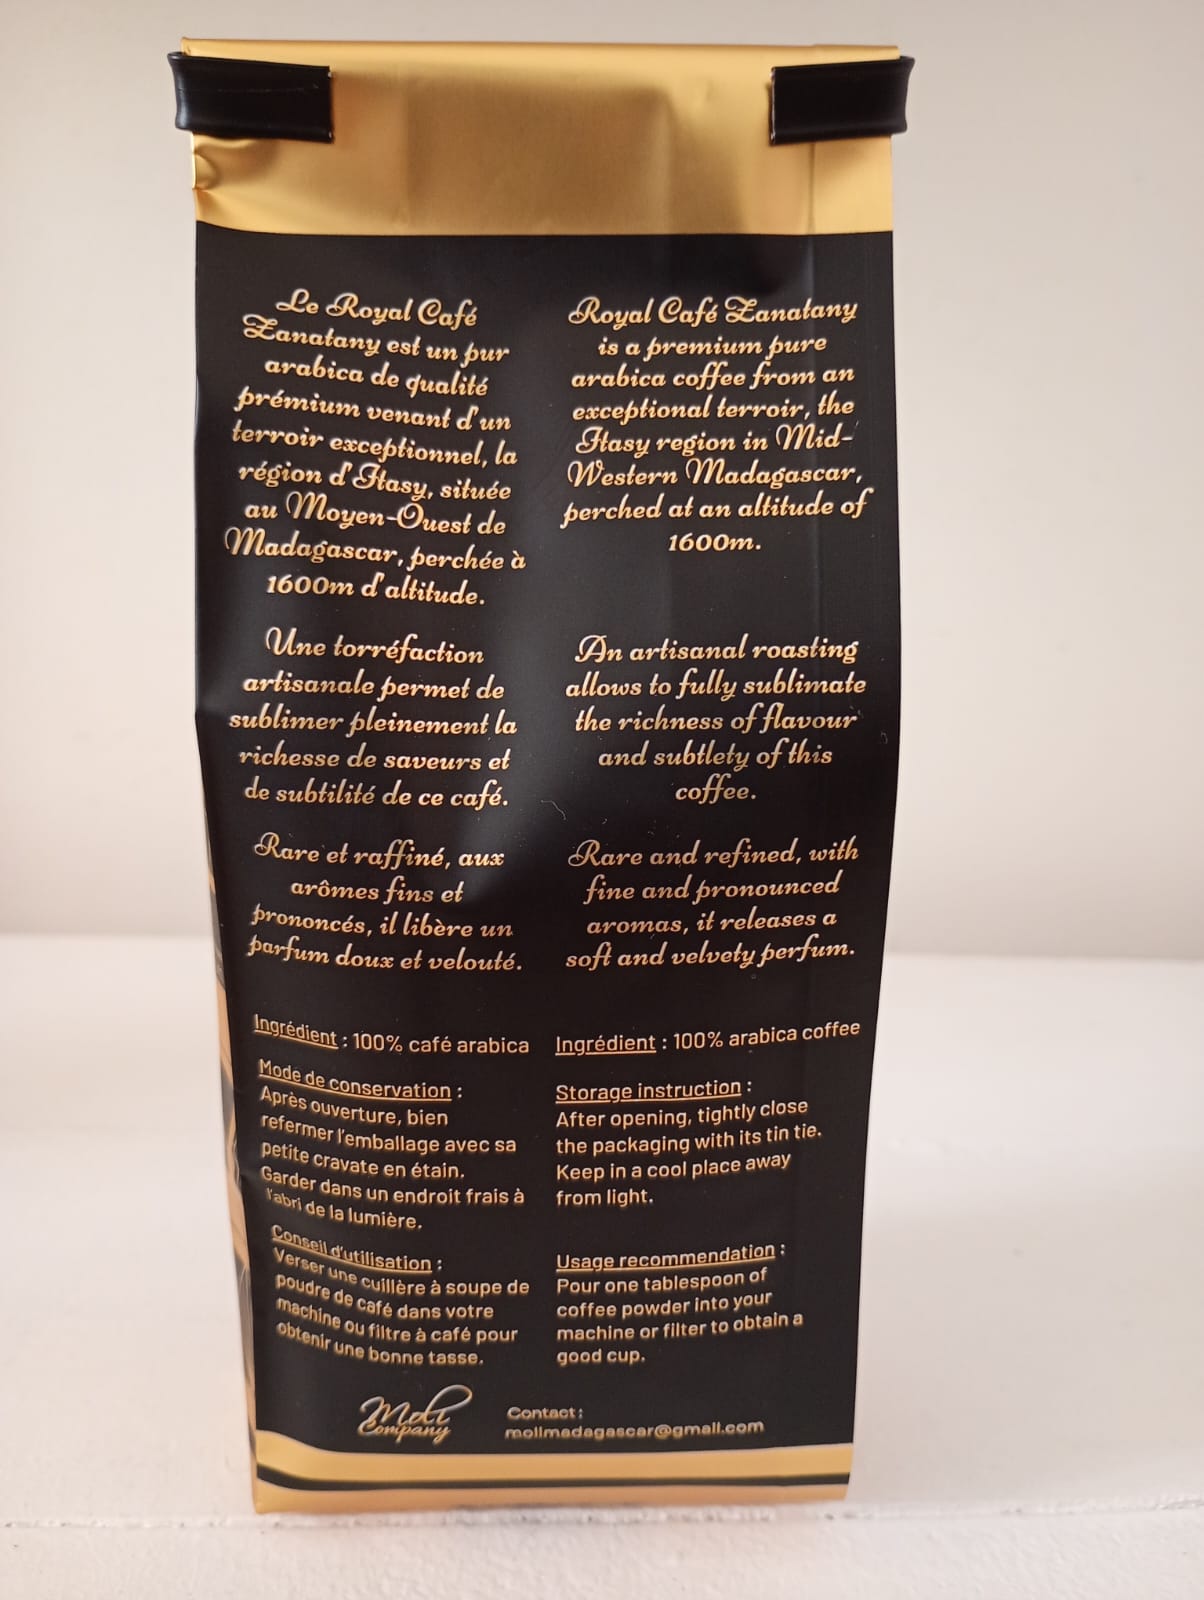 Le Royal Café
Zanatany est un pur
arabica de qualité
prémium venant d'un
terroir exceptionnel, la
région d'Itasy, située
au Moyen-Ouest de
Madagascar, perchée à
1600m d'altitude.
Une torréfaction
artisanale permet de
sublimer pleinement la
richesse de saveurs et
de subtilité de ce café.
Rare et raffiné, aux
arômes fins et
prononcés, il libère un
parfum doux et velouté.
Ingrédient : 100% café arabica
Mode de conservation :
Après ouverture, bien
refermer l'emballage avec sa
petite cravate en étain.
Garder dans un endroit frais à
l'abri de la lumière.
Conseil d'utilisation :
Verser une cuillère à soupe de
poudre de café dans votre
machine ou filtre à café pour
obtenir une bonne tasse.
Royal Café Zanatany
is a premium pure
arabica coffee from an
exceptional terroir, the
Itasy region in Mid-
Western Madagascar,
perched at an altitude of
1600m.
An artisanal roasting
allows to fully sublimate
the richness of flavour
and subtlety of this
coffee.
Rare and refined, with
fine and pronounced
aromas, it releases a
soft and velvety perfum.
Ingrédient : 100% arabica coffee
Storage instruction :
After opening, tightly close
the packaging with its tin tie.
Keep in a cool place away
from light.
Usage recommendation :
Pour one tablespoon of
coffee powder into your
machine or filter to obtain a
good cup.
Moli
Company
Contact :
molimadagascar@gmail.com